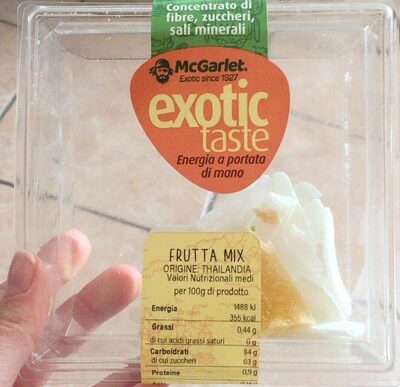 Concentrato di
fibre, zuccheri,
sali minerali
McGarlet.
Exotic since 1927
exotic
taste
Energia a portata
di mano
FRUTTA MIX
ORIGINE: THAILANDIA
Valori Nutrizionali medi
per 100g di prodotto
Energia 1488 kJ
355 kcal
Grassi 0,44 g
di cui acidi grassi saturi 0 g
Carboidrati 84 g
di cui zuccheri 63 g
Proteine 0,9 g